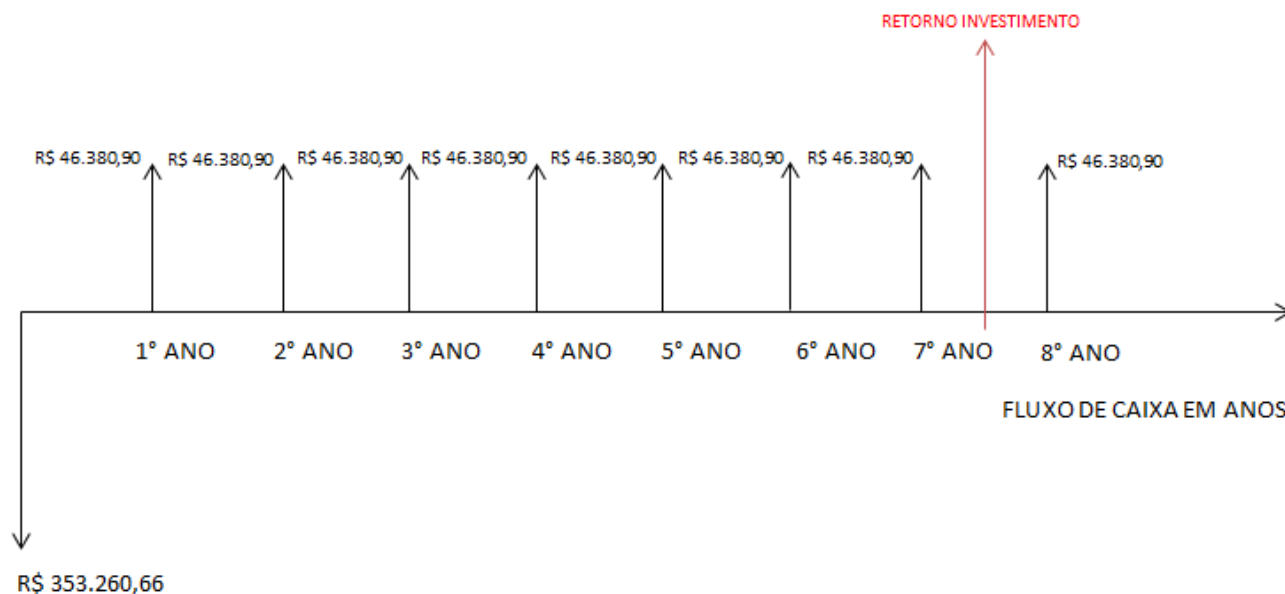 RETORNO INVESTIMENTO
R$ 46.380,90
R$ 46.380,90
R$ 46.380,90
R$ 46.380,90
R$ 46.380,90
R$ 46.380,90
R$ 46.380,90
R$ 46.380,90
1° ANO
2° ANO
3° ANO
4° ANO
5° ANO
6° ANO
7° ANO
8° ANO
FLUXO DE CAIXA EM ANOS
R$ 353.260,66